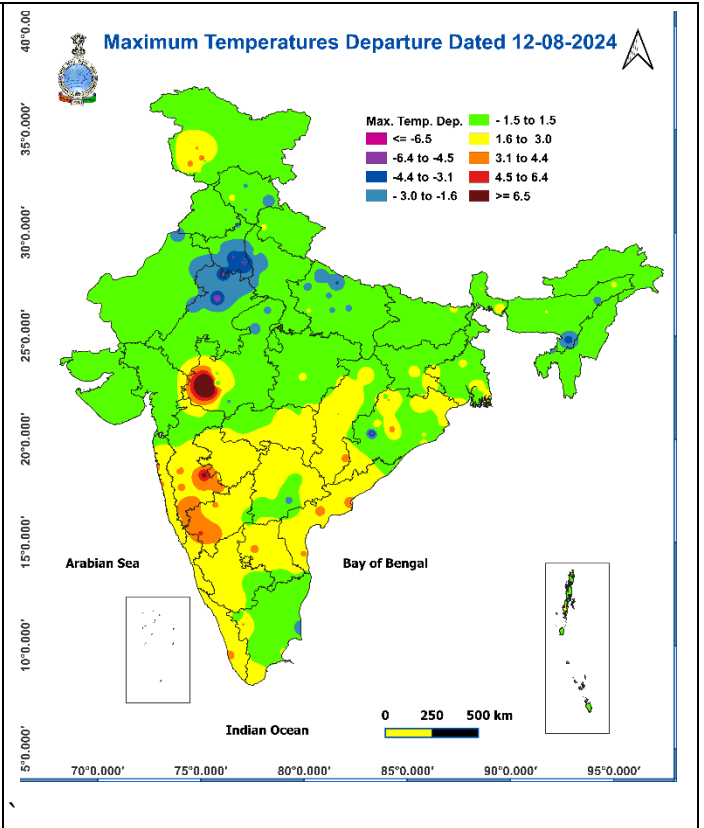 Maximum Temperatures Departure Dated 12-08-2024
Max. Temp. Dep.
<= -6.5
-6.4 to -4.5
-4.4 to -3.1
- 3.0 to -1.6
- 1.5 to 1.5
1.6 to 3.0
3.1 to 4.4
4.5 to 6.4
>= 6.5
40°0.00
35°0.000'
30°0.000'
25°0.000'
20°0.000'
15°0.000'
10°0.000'
5°0.000'
Arabian Sea
Bay of Bengal
Indian Ocean
0 250 500 km
70°0.000' 75°0.000' 80°0.000' 85°0.000' 90°0.000' 95°0.000'
`